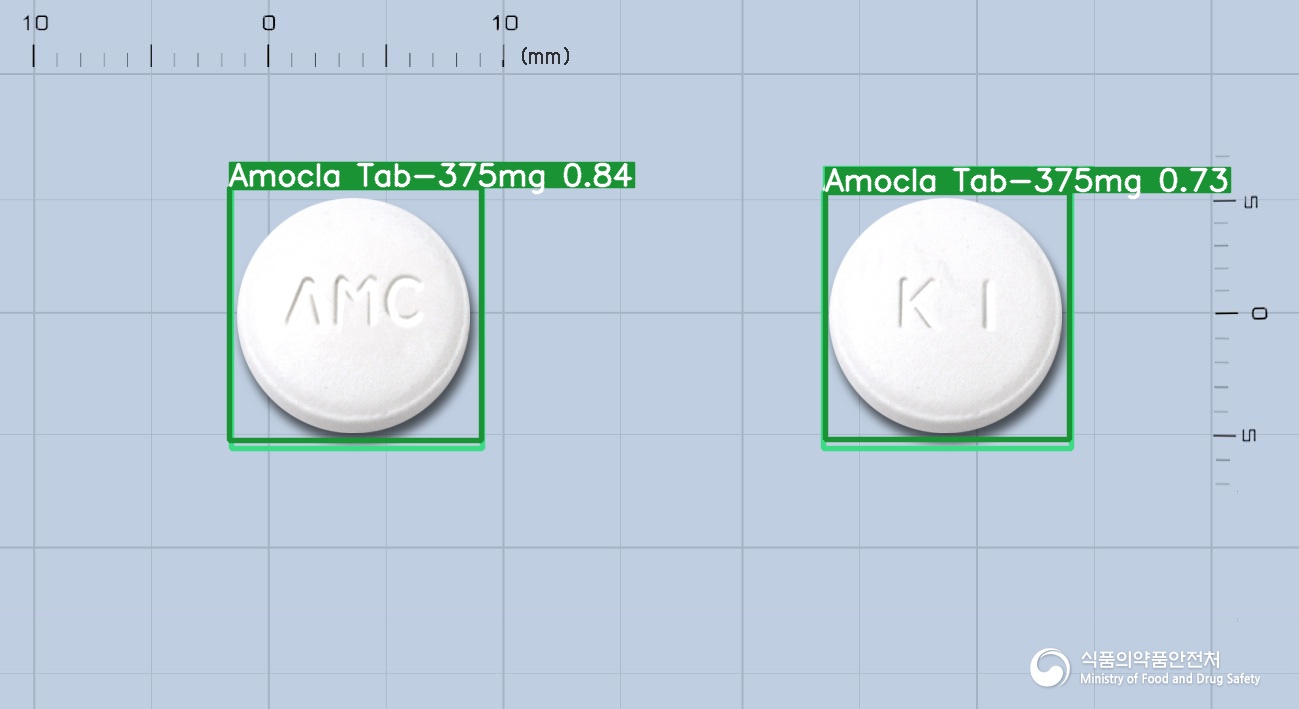 10 0 10
(mm)
Amocla Tab-375mg 0.84
Amocla Tab-375mg 0.73
AMC
K I
5
0
5
식품의약품안전처
Ministry of Food and Drug Safety